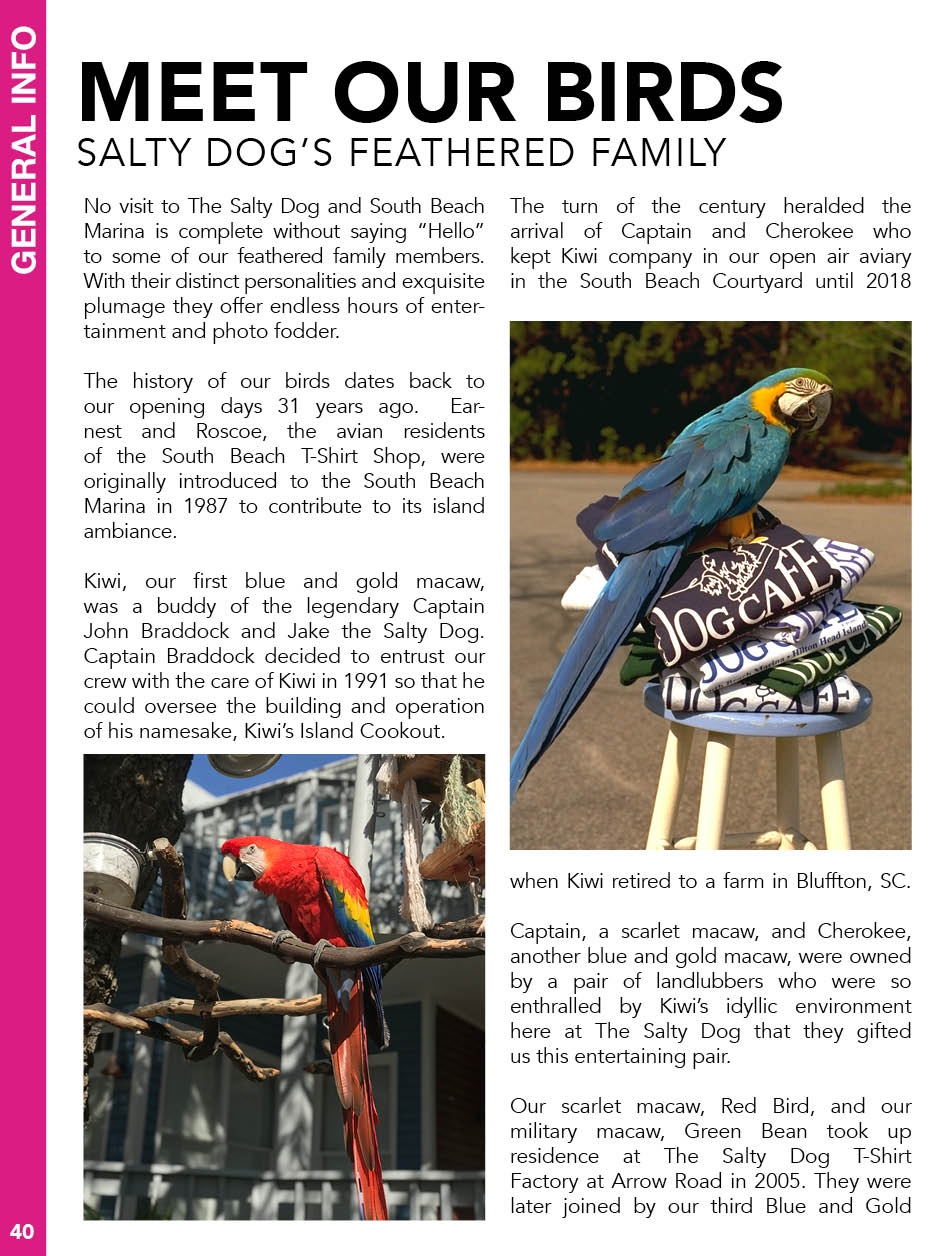 GENERAL INFO
MEET OUR BIRDS
SALTY DOG'S FEATHERED FAMILY
No visit to The Salty Dog and South Beach
Marina is complete without saying “Hello”
to some of our feathered family members.
With their distinct personalities and exquisite
plumage they offer endless hours of enter-
tainment and photo fodder.
The history of our birds dates back to
our opening days 31 years ago. Ear-
nest and Roscoe, the avian residents
of the South Beach T-Shirt Shop, were
originally introduced to the South Beach
Marina in 1987 to contribute to its island
ambiance.
Kiwi, our first blue and gold macaw,
was a buddy of the legendary Captain
John Braddock and Jake the Salty Dog.
Captain Braddock decided to entrust our
crew with the care of Kiwi in 1991 so that he
could oversee the building and operation
of his namesake, Kiwi’s Island Cookout.
The turn of the century heralded the
arrival of Captain and Cherokee who
kept Kiwi company in our open air aviary
in the South Beach Courtyard until 2018
DOG CAFE
DOG CAFE
Beach Marina • Hilton Head Island
DOG CAFE
DOG CAFE
when Kiwi retired to a farm in Bluffton, SC.
Captain, a scarlet macaw, and Cherokee,
another blue and gold macaw, were owned
by a pair of landlubbers who were so
enthralled by Kiwi’s idyllic environment
here at The Salty Dog that they gifted
us this entertaining pair.
Our scarlet macaw, Red Bird, and our
military macaw, Green Bean took up
residence at The Salty Dog T-Shirt
Factory at Arrow Road in 2005. They were
later joined by our third Blue and Gold
40